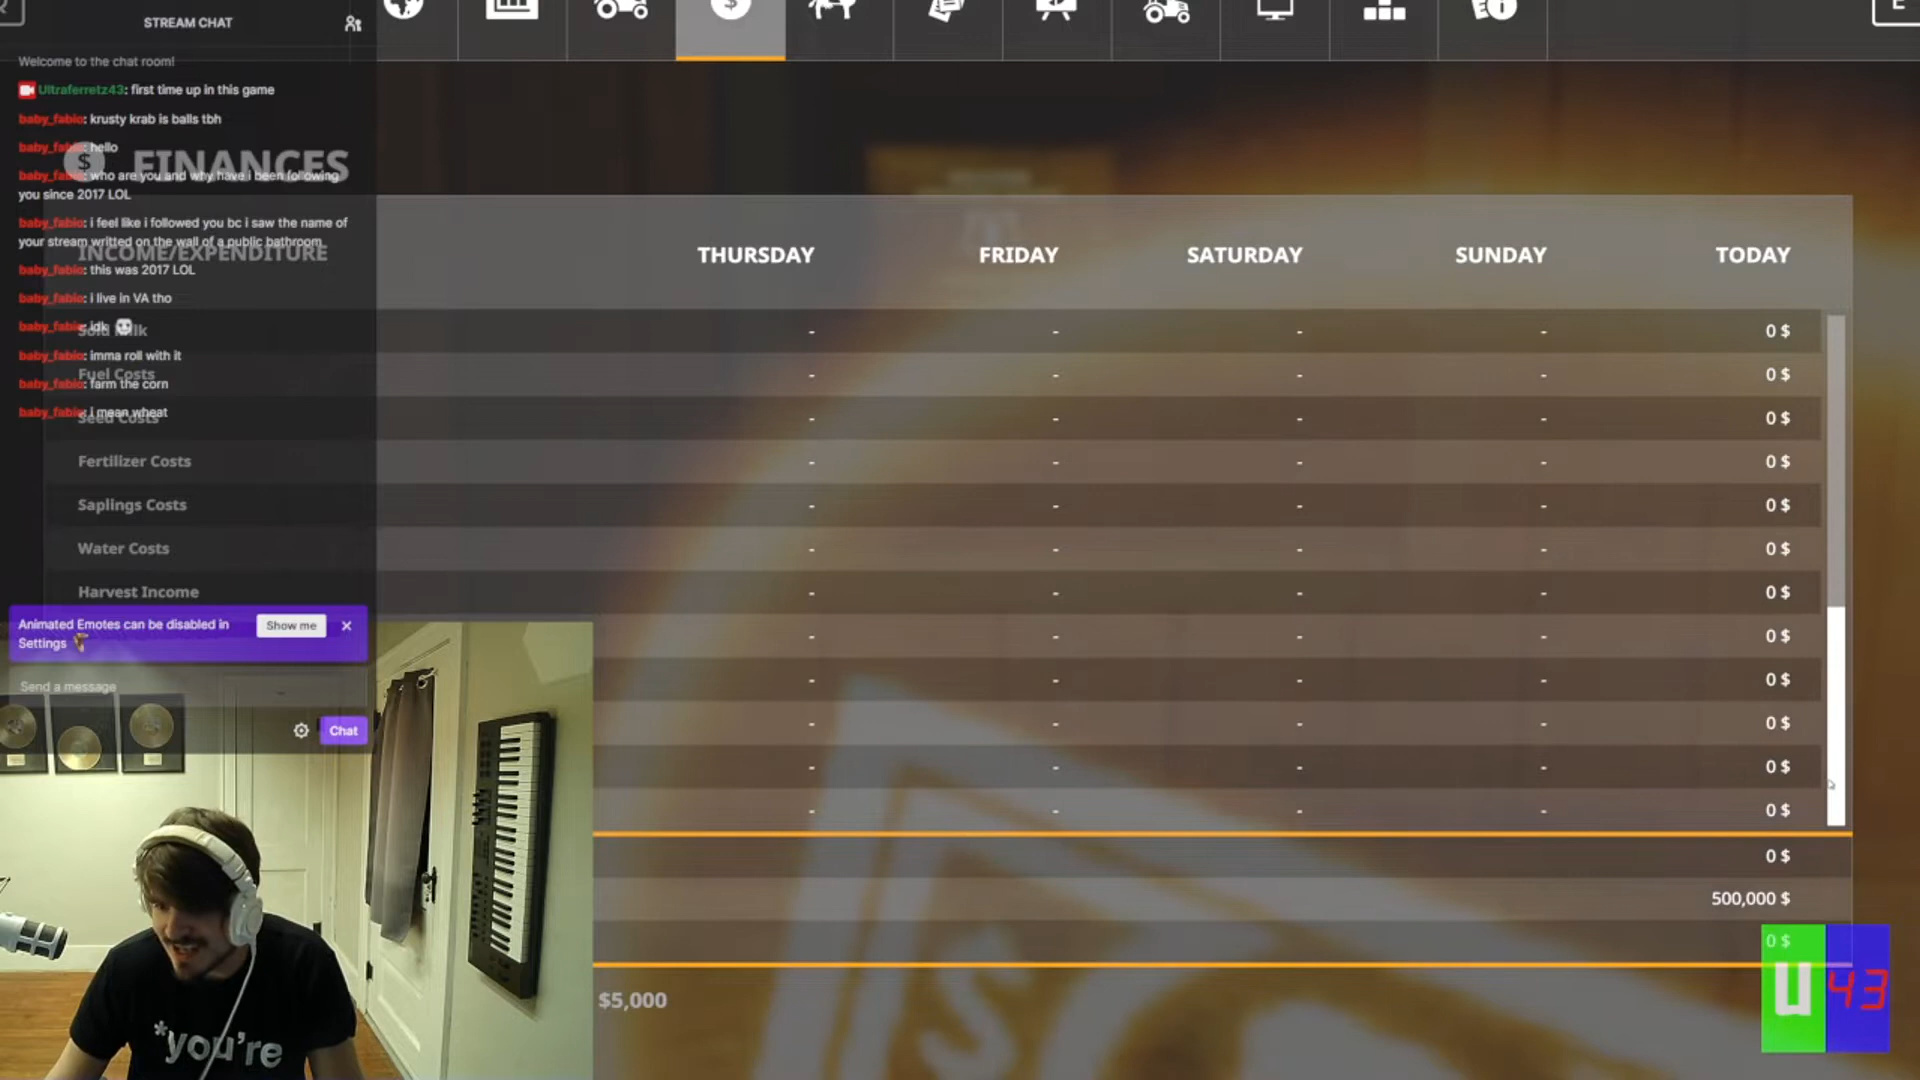 STREAM CHAT
E
Welcome to the chat room!
Ultraferretz43: first time up in this game
baby_fabio: krusty krab is balls tbh
baby_fabio: hello
$ FINANCES
baby_fabio: who are you and why have i been following
you since 2017 LOL
baby_fabio: i feel like i followed you bc i saw the name of
your stream writted on the wall of a public bathroom
INCOME/EXPENDITURE THURSDAY FRIDAY SATURDAY SUNDAY TODAY
baby_fabio: this was 2017 LOL
baby_fabio: i live in VA tho
baby_fabio: idk
Sold Milk - - - - 0 $
baby_fabio: imma roll with it
Fuel Costs - - - - 0 $
baby_fabio: farm the corn
baby_fabio: i mean wheat
Seed Costs - - - - 0 $
Fertilizer Costs - - - - 0 $
Saplings Costs - - - - 0 $
Water Costs - - - - 0 $
Harvest Income - - - - 0 $
Animated Emotes can be disabled in
Settings
Show me
- - - - 0 $
- - - - 0 $
- - - - 0 $
- - - - 0 $
- - - - 0 $
Send a message
Chat
0 $
500,000 $
0 $
$5,000
U 43
*you're